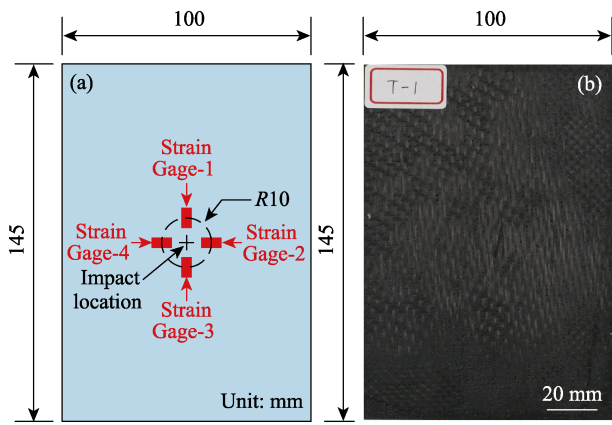 100
100
(a)
T-1
(b)
Strain
Gage-1
R10
145
145
Strain
Gage-4
Strain
Gage-2
Impact
location
Strain
Gage-3
Unit: mm
20 mm